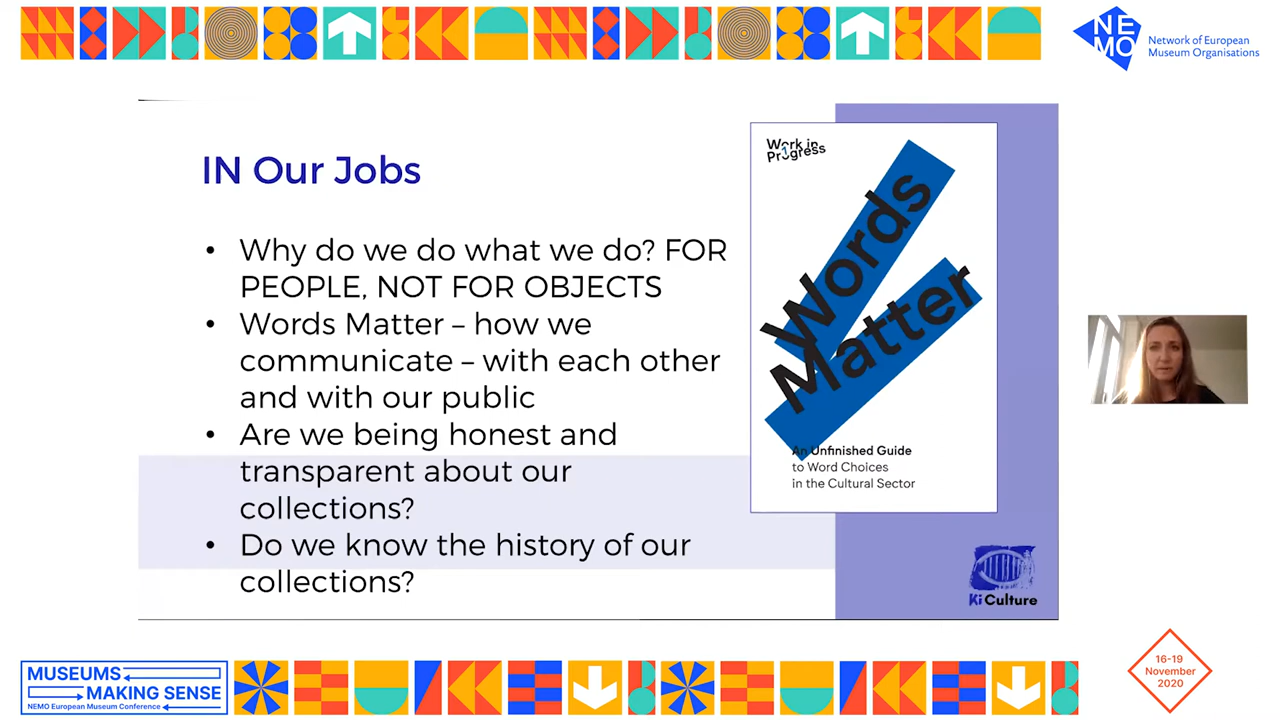 NE
MO
Network of European
Museum Organisations
IN Our Jobs
• Why do we do what we do? FOR
PEOPLE, NOT FOR OBJECTS
• Words Matter – how we
communicate – with each other
and with our public
• Are we being honest and
transparent about our
collections?
• Do we know the history of our
collections?
Work in
Progress
Words
Matter
An Unfinished Guide
to Word Choices
in the Cultural Sector
Ki Culture
MUSEUMS
MAKING SENSE
NEMO European Museum Conference
16-19
November
2020